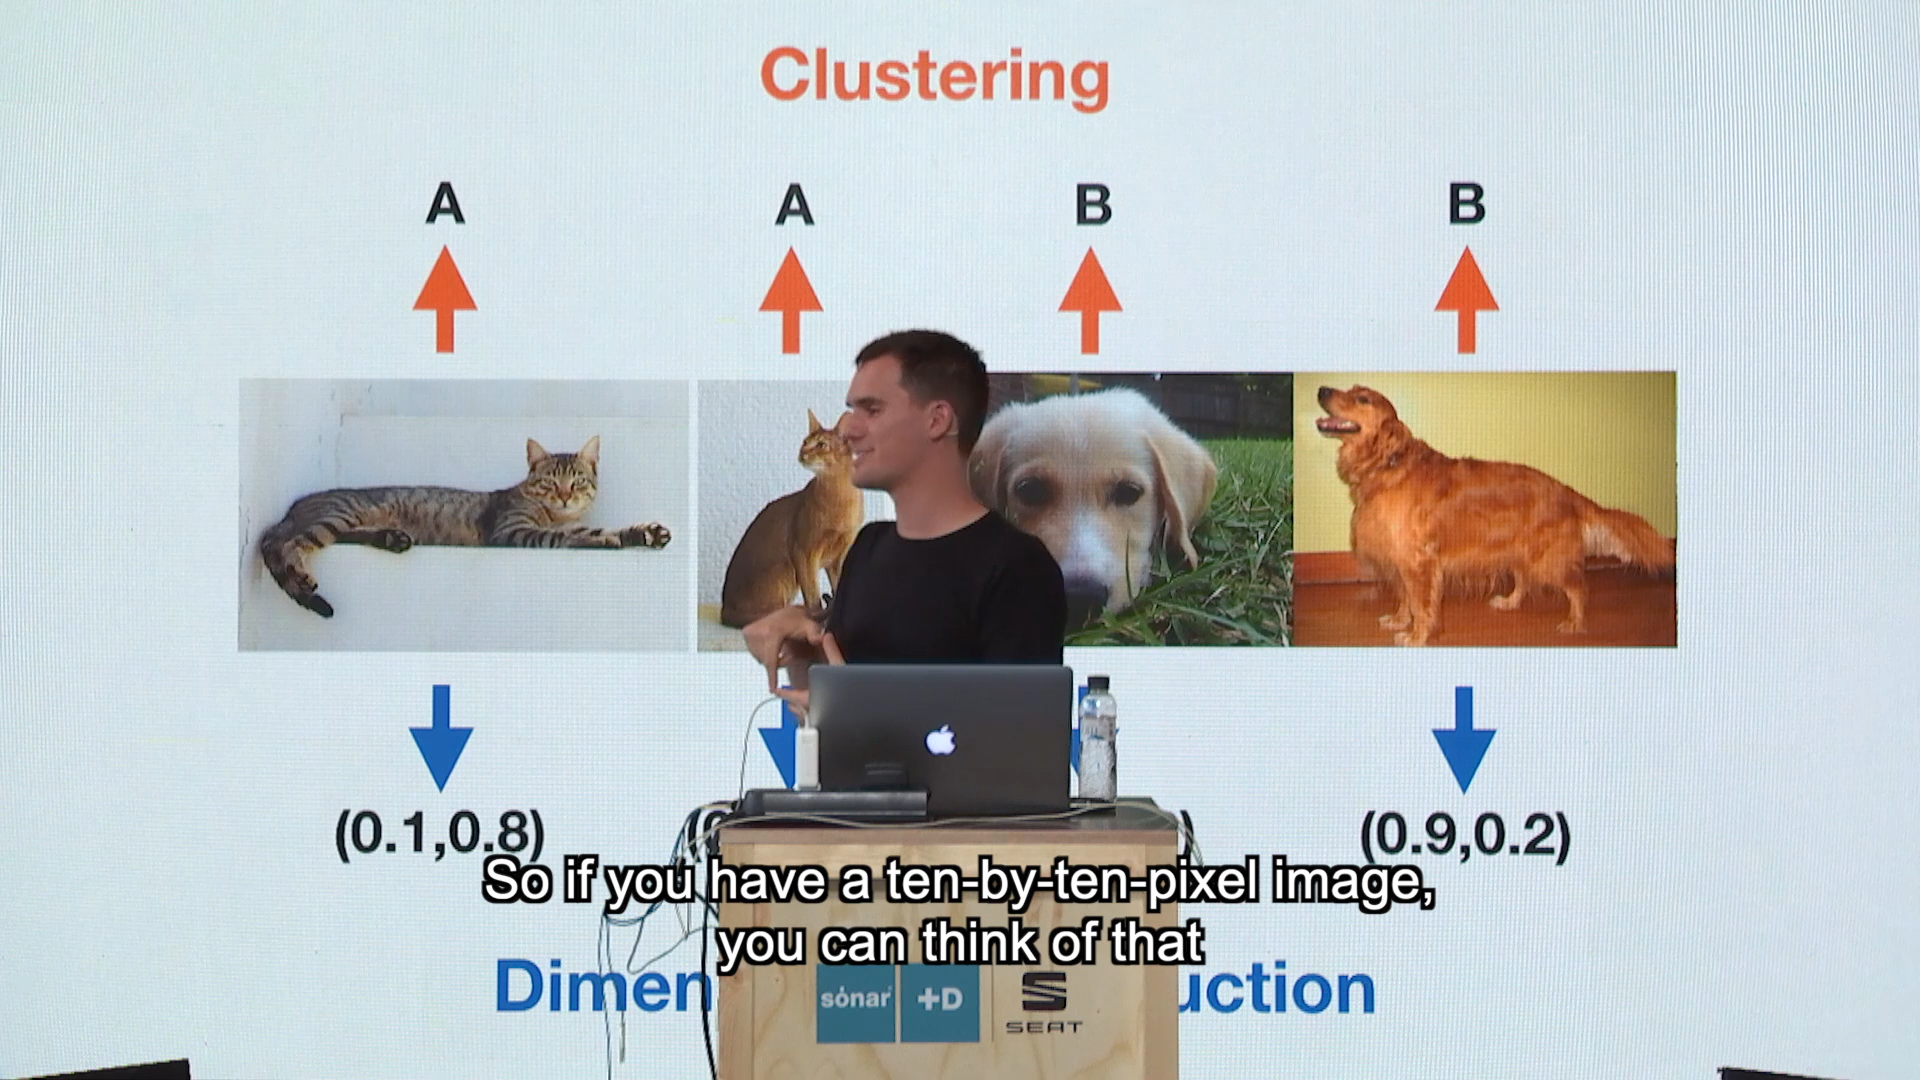 Clustering
A A B B
(0.1,0.8) (0 ) (0.9,0.2)
So if you have a ten-by-ten-pixel image,
you can think of that
Dimen uction
sónar +D SEAT